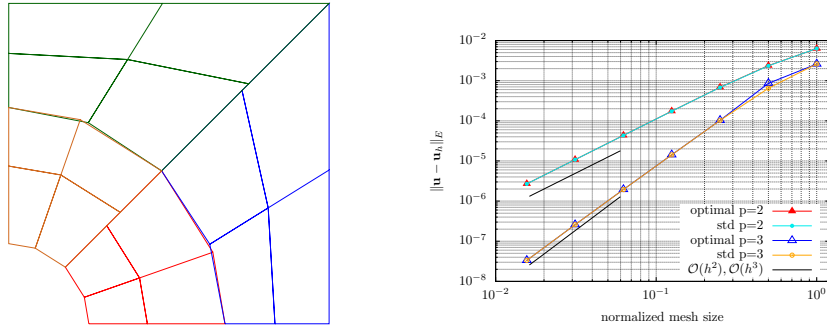 10^{-2}
10^{-3}
10^{-4}
10^{-5}
10^{-6}
10^{-7}
10^{-8}
‖u − u_h‖_E
optimal p=2
std p=2
optimal p=3
std p=3
O(h^2), O(h^3)
10^{-2} 10^{-1} 10^0
normalized mesh size